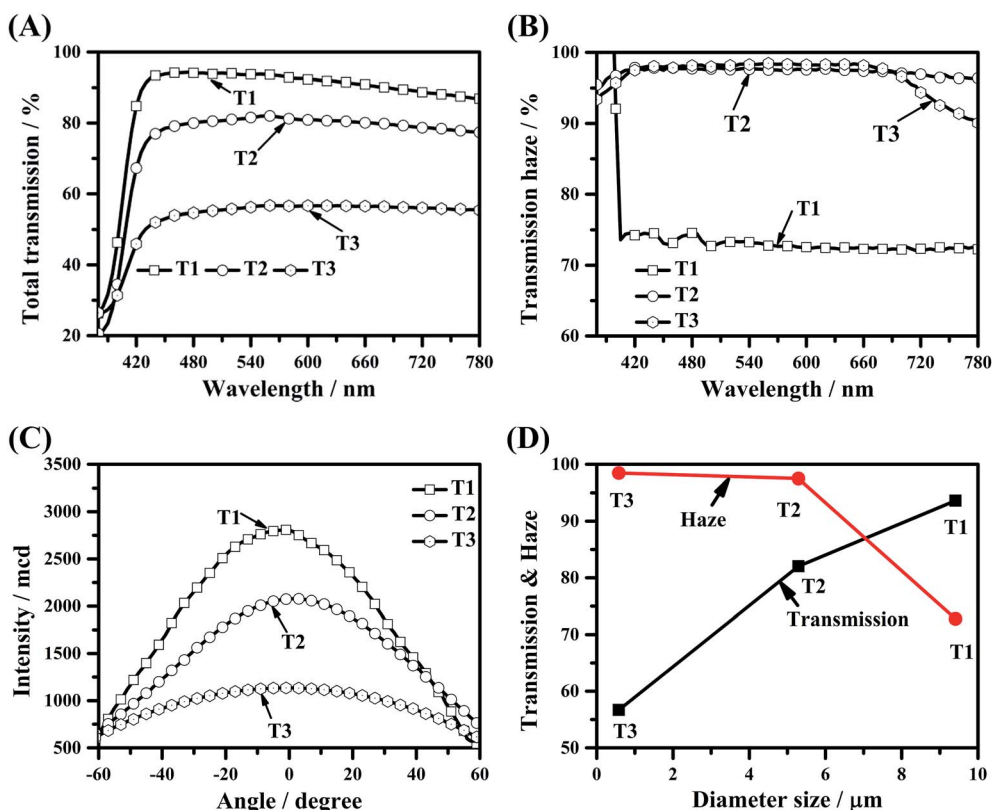 (A)
100
80
60
40
20
Total transmission / %
T1
T2
T3
T1 T2 T3
420 480 540 600 660 720 780
Wavelength / nm
(B)
100
90
80
70
60
Transmission haze / %
T2
T3
T1
T1
T2
T3
420 480 540 600 660 720 780
Wavelength / nm
(C)
3500
3000
2500
2000
1500
1000
500
Intensity / mcd
T1
T2
T3
T1
T2
T3
-60 -40 -20 0 20 40 60
Angle / degree
(D)
100
90
80
70
60
50
Transmission & Haze
T3
Haze
T2
T1
T2
Transmission
T1
T3
0 2 4 6 8 10
Diameter size / μm